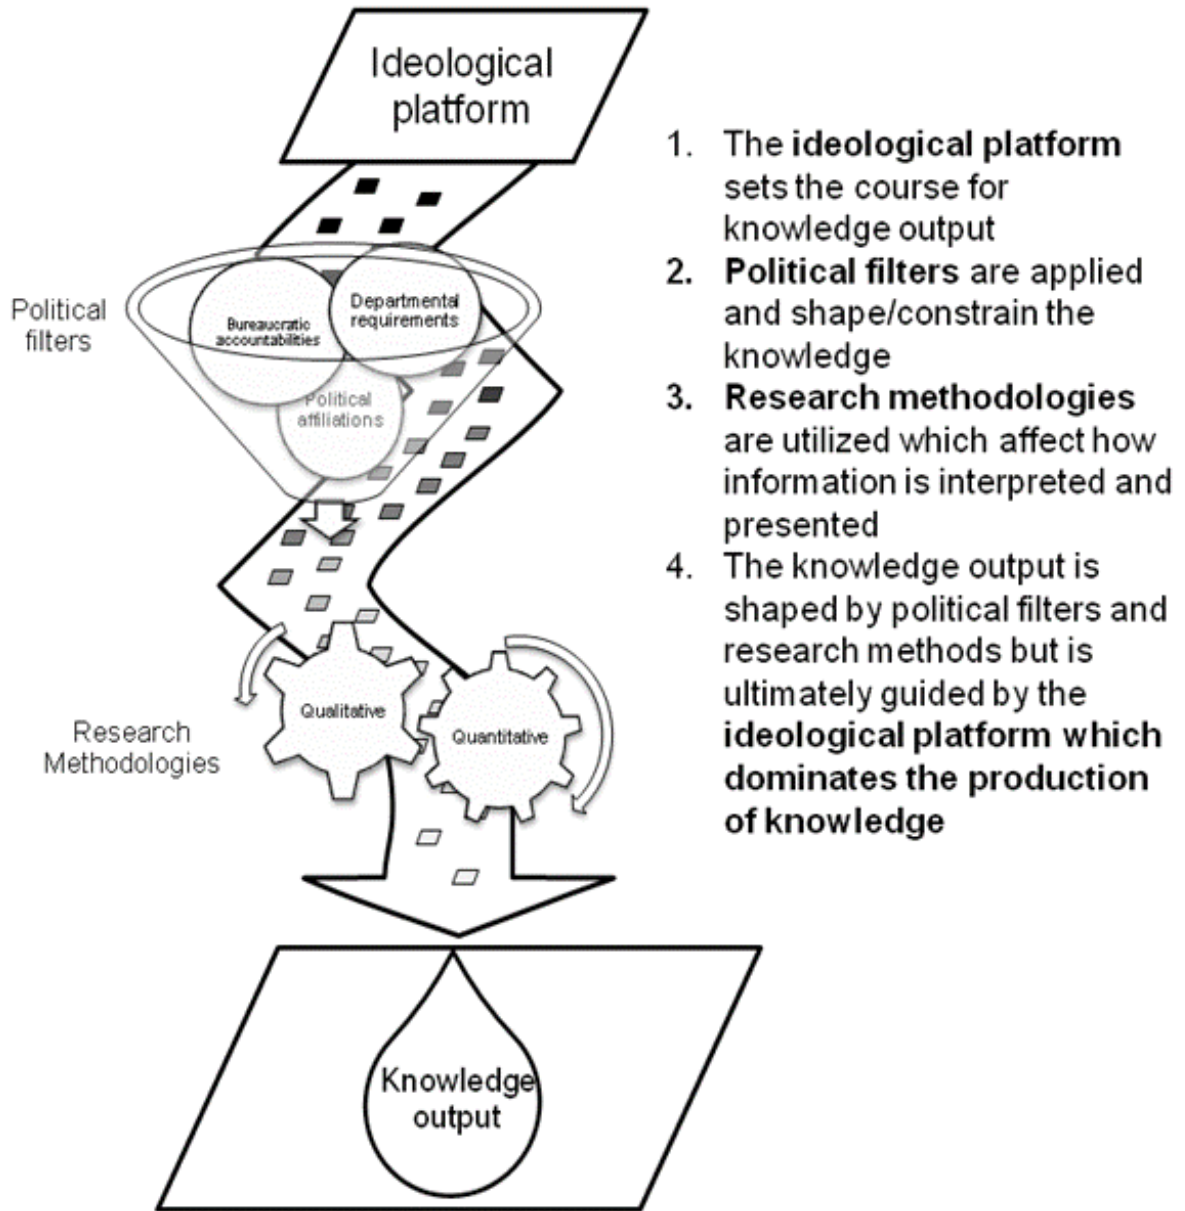 Ideological
platform
Political
filters
Bureaucratic
accountabilities
Departmental
requirements
Political
affiliations
Qualitative
Quantitative
Research
Methodologies
Knowledge
output
1. The ideological platform
sets the course for
knowledge output
2. Political filters are applied
and shape/constrain the
knowledge
3. Research methodologies
are utilized which affect how
information is interpreted and
presented
4. The knowledge output is
shaped by political filters and
research methods but is
ultimately guided by the
ideological platform which
dominates the production
of knowledge